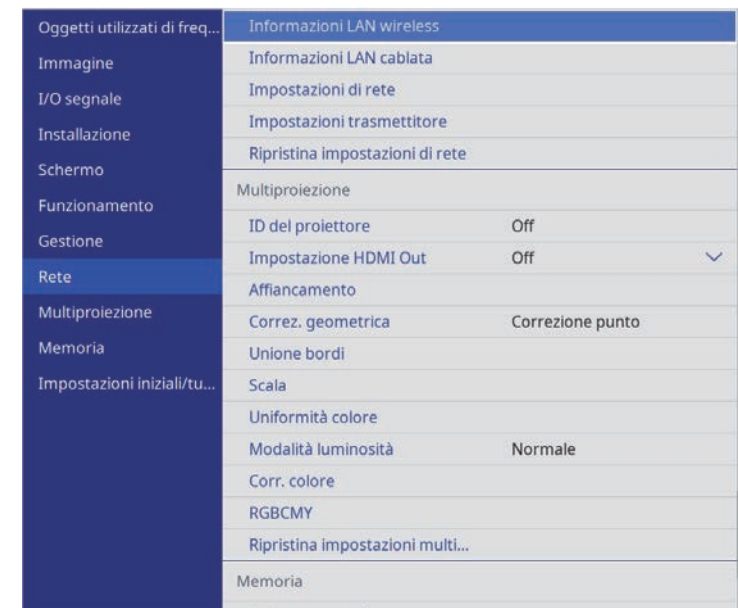 Oggetti utilizzati di freq...
Immagine
I/O segnale
Installazione
Schermo
Funzionamento
Gestione
Rete
Multiproiezione
Memoria
Impostazioni iniziali/tu...
Informazioni LAN wireless
Informazioni LAN cablata
Impostazioni di rete
Impostazioni trasmettitore
Ripristina impostazioni di rete
Multiproiezione
ID del proiettore Off
Impostazione HDMI Out Off
Affiancamento
Correz. geometrica Correzione punto
Unione bordi
Scala
Uniformità colore
Modalità luminosità Normale
Corr. colore
RGBCMY
Ripristina impostazioni multi...
Memoria